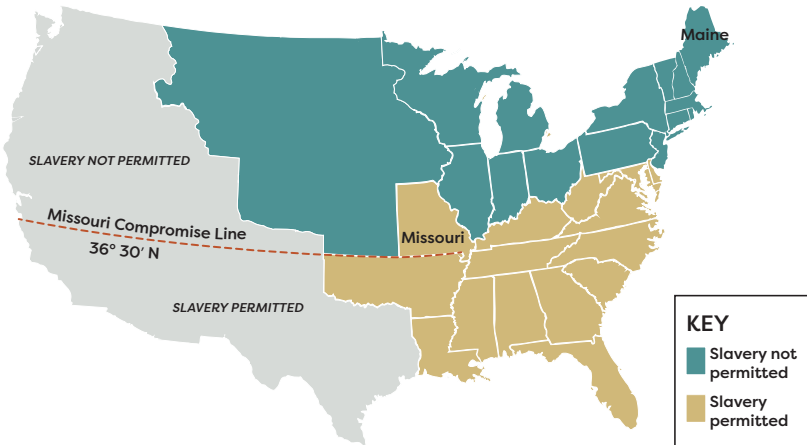 Maine
SLAVERY NOT PERMITTED
Missouri Compromise Line
36° 30′ N
Missouri
SLAVERY PERMITTED
KEY
Slavery not
permitted
Slavery
permitted